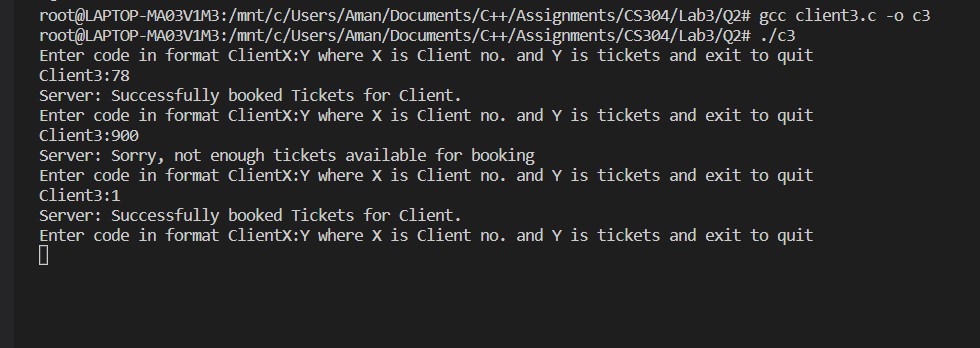 root@LAPTOP-MA03V1M3:/mnt/c/Users/Aman/Documents/C++/Assignments/CS304/Lab3/Q2# gcc client3.c -o c3
root@LAPTOP-MA03V1M3:/mnt/c/Users/Aman/Documents/C++/Assignments/CS304/Lab3/Q2# ./c3
Enter code in format ClientX:Y where X is Client no. and Y is tickets and exit to quit
Client3:78
Server: Successfully booked Tickets for Client.
Enter code in format ClientX:Y where X is Client no. and Y is tickets and exit to quit
Client3:900
Server: Sorry, not enough tickets available for booking
Enter code in format ClientX:Y where X is Client no. and Y is tickets and exit to quit
Client3:1
Server: Successfully booked Tickets for Client.
Enter code in format ClientX:Y where X is Client no. and Y is tickets and exit to quit